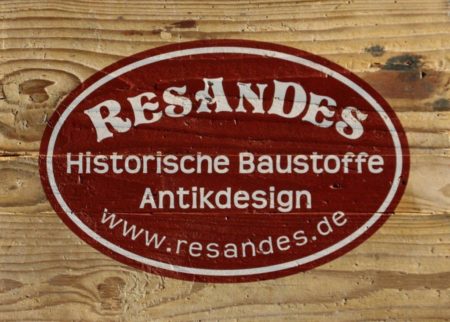 RESANDES
Historische Baustoffe
Antikdesign
www.resandes.de